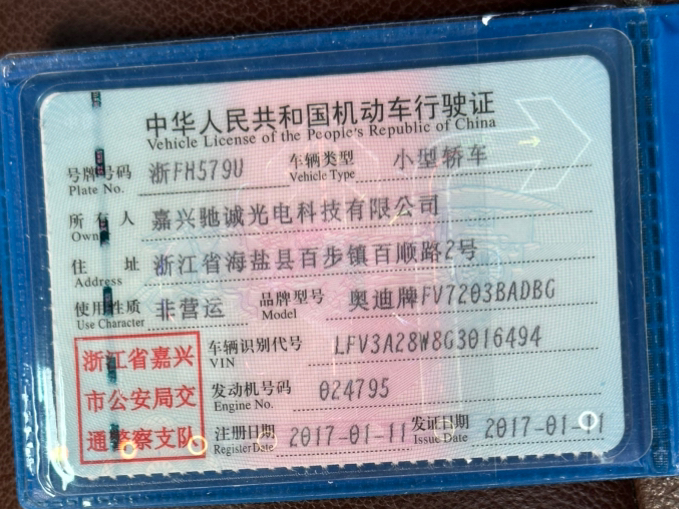 中华人民共和国机动车行驶证
Vehicle License of the People's Republic of China
号牌号码 浙FH579U 车辆类型 小型轿车
Plate No. Vehicle Type
所有人 嘉兴驰诚光电科技有限公司
Owner
住址 浙江省海盐县百步镇百顺路2号
Address
使用性质 非营运 品牌型号 奥迪牌FV7203BADBG
Use Character Model
浙江省嘉兴
市公安局交
通警察支队
车辆识别代号 LFV3A28W8G3016494
VIN
发动机号码 024795
Engine No.
注册日期 2017-01-11 发证日期 2017-01-
Register Date Issue Date